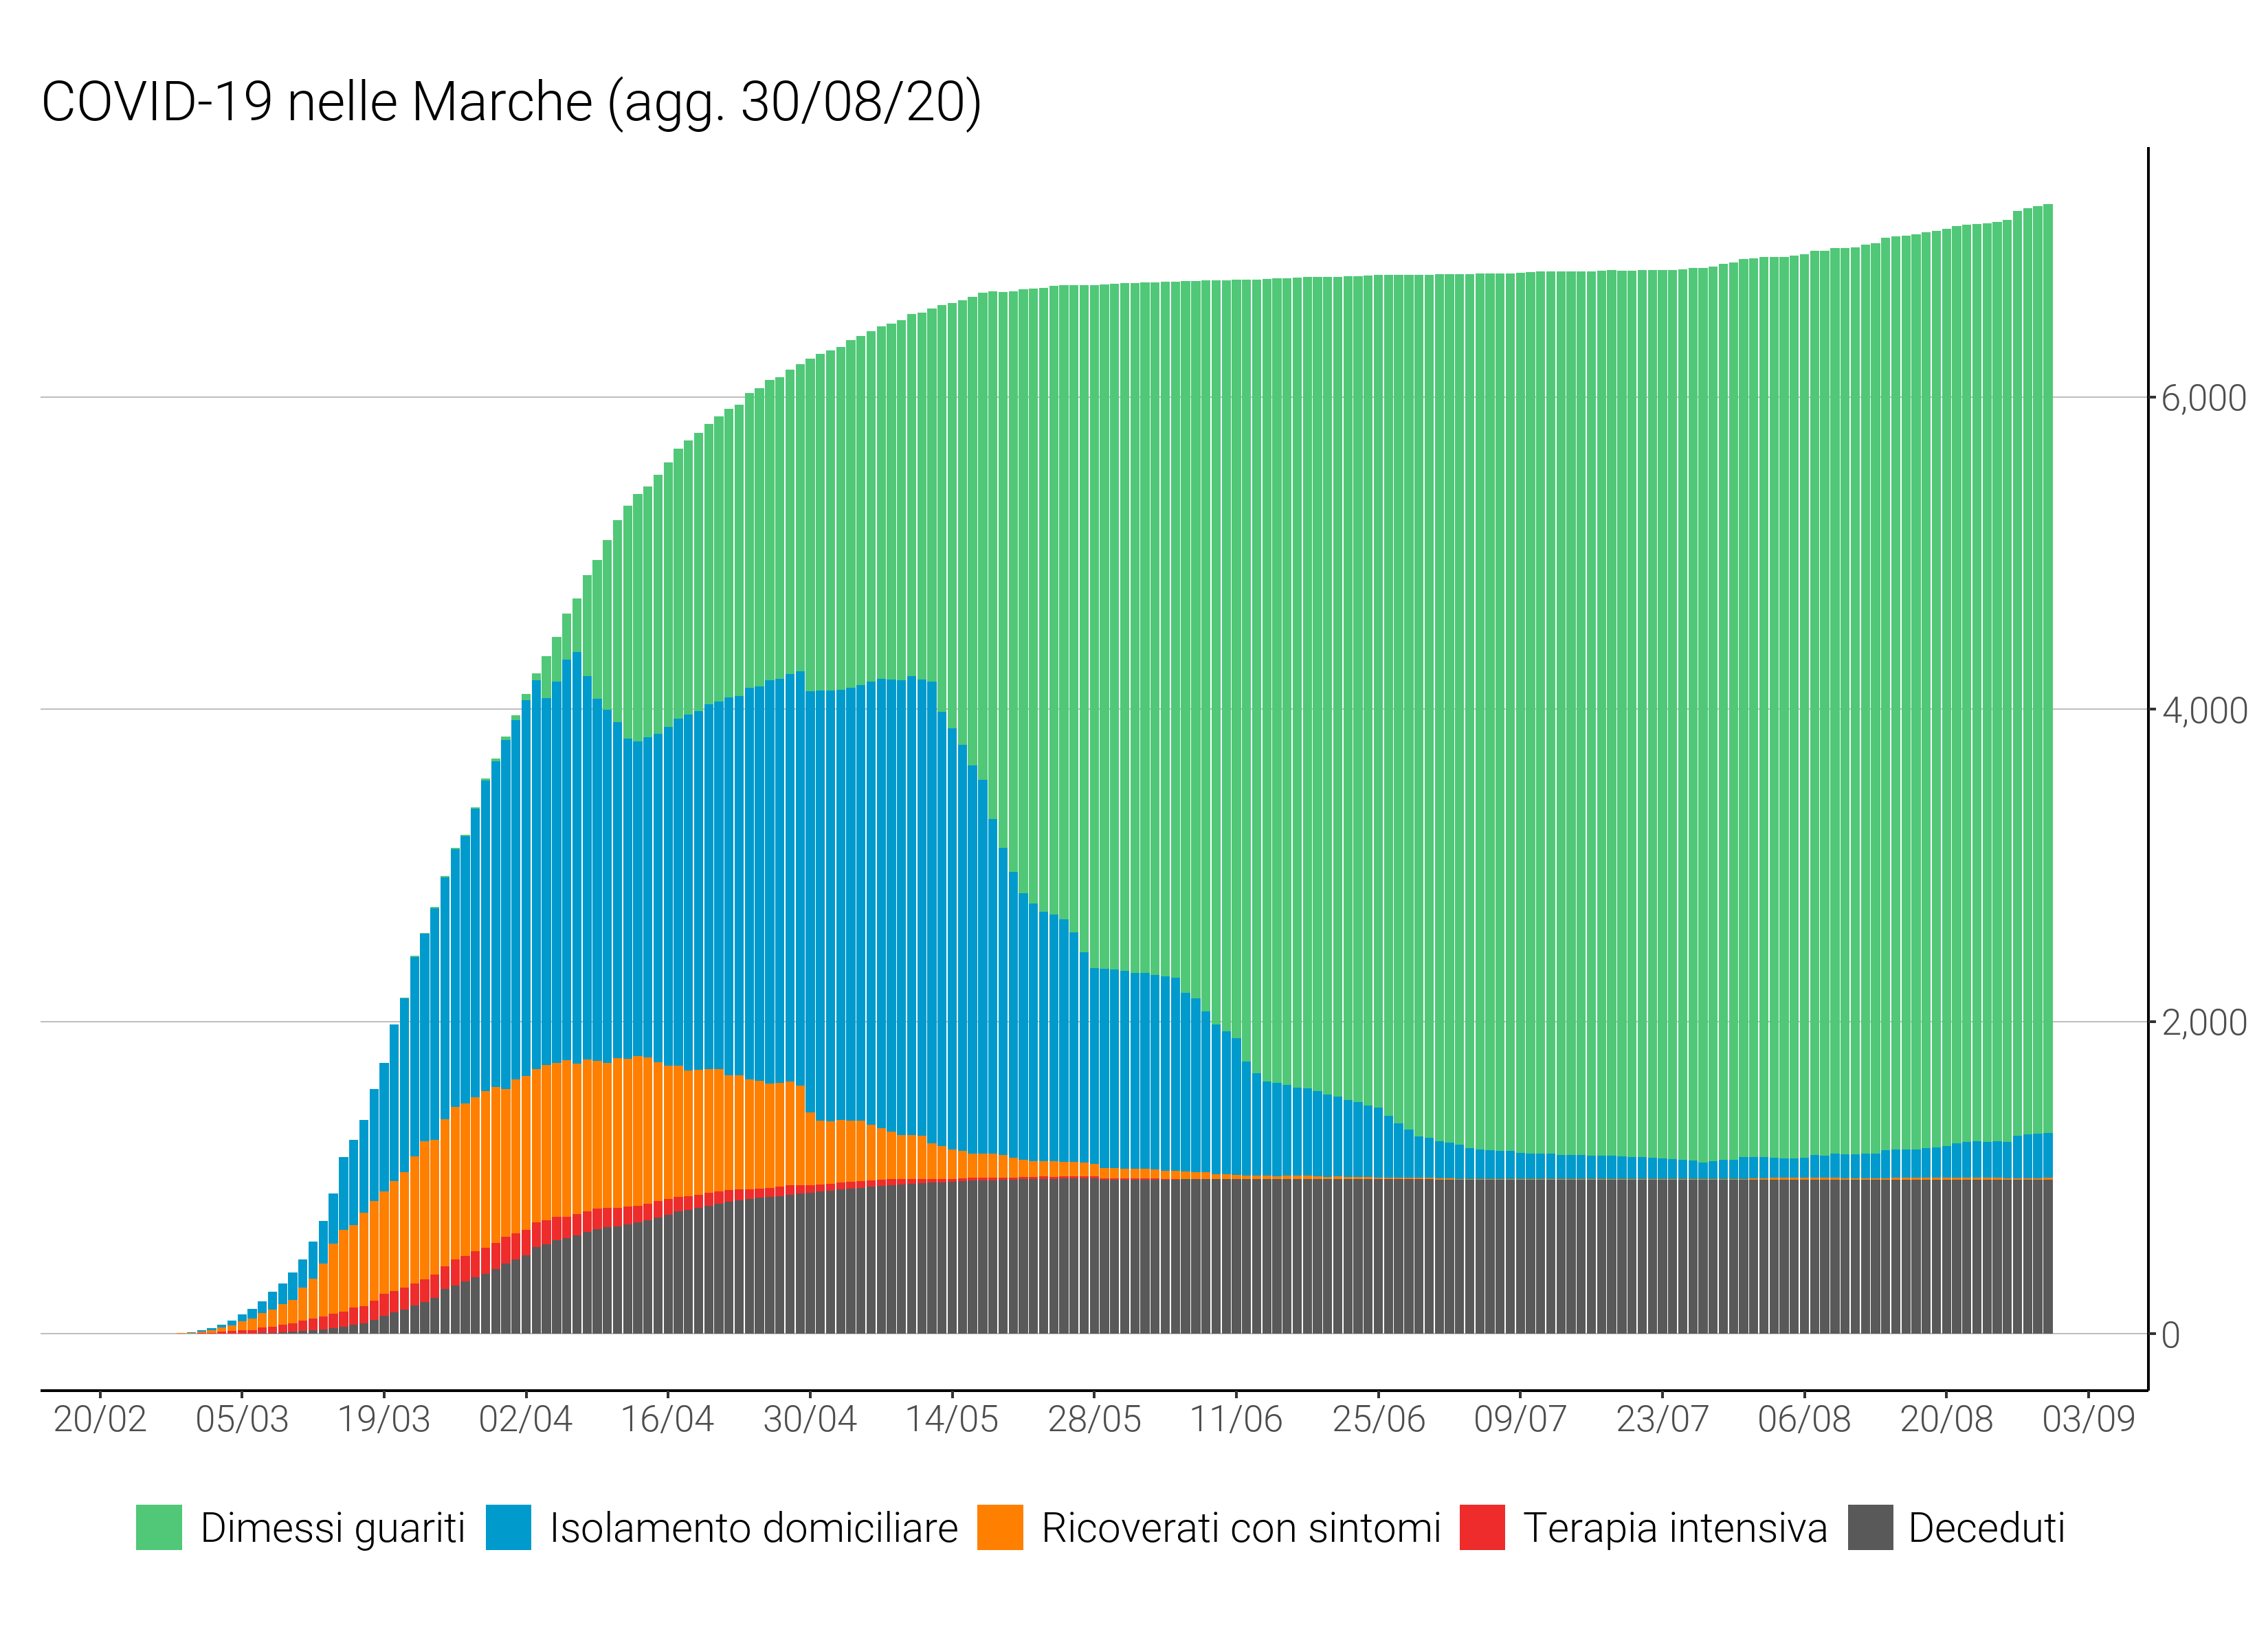 COVID-19 nelle Marche (agg. 30/08/20)
6,000
4,000
2,000
0
20/02 05/03 19/03 02/04 16/04 30/04 14/05 28/05 11/06 25/06 09/07 23/07 06/08 20/08 03/09
Dimessi guariti Isolamento domiciliare Ricoverati con sintomi Terapia intensiva Deceduti